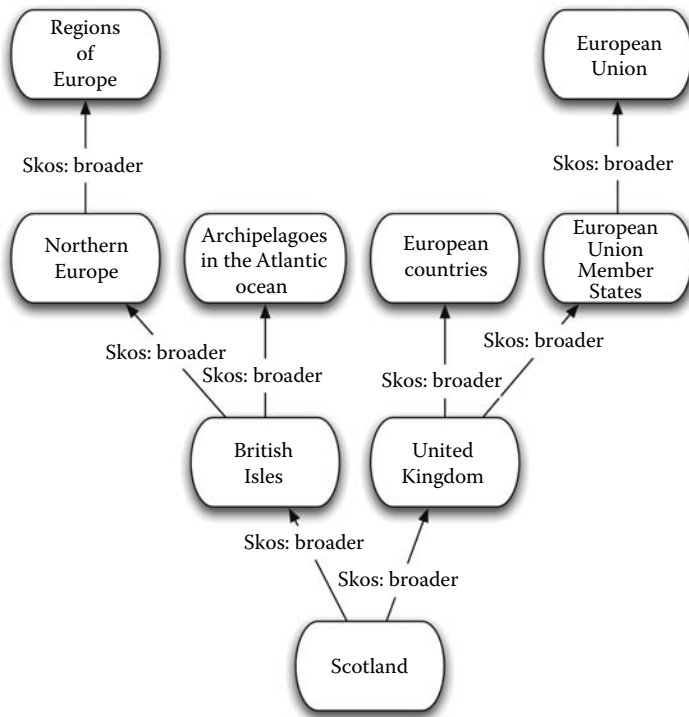 Regions
of
Europe
European
Union
Skos: broader
Skos: broader
Northern
Europe
Archipelagoes
in the Atlantic
ocean
European
countries
European
Union
Member
States
Skos: broader
Skos: broader
Skos: broader
Skos: broader
British
Isles
United
Kingdom
Skos: broader
Skos: broader
Scotland